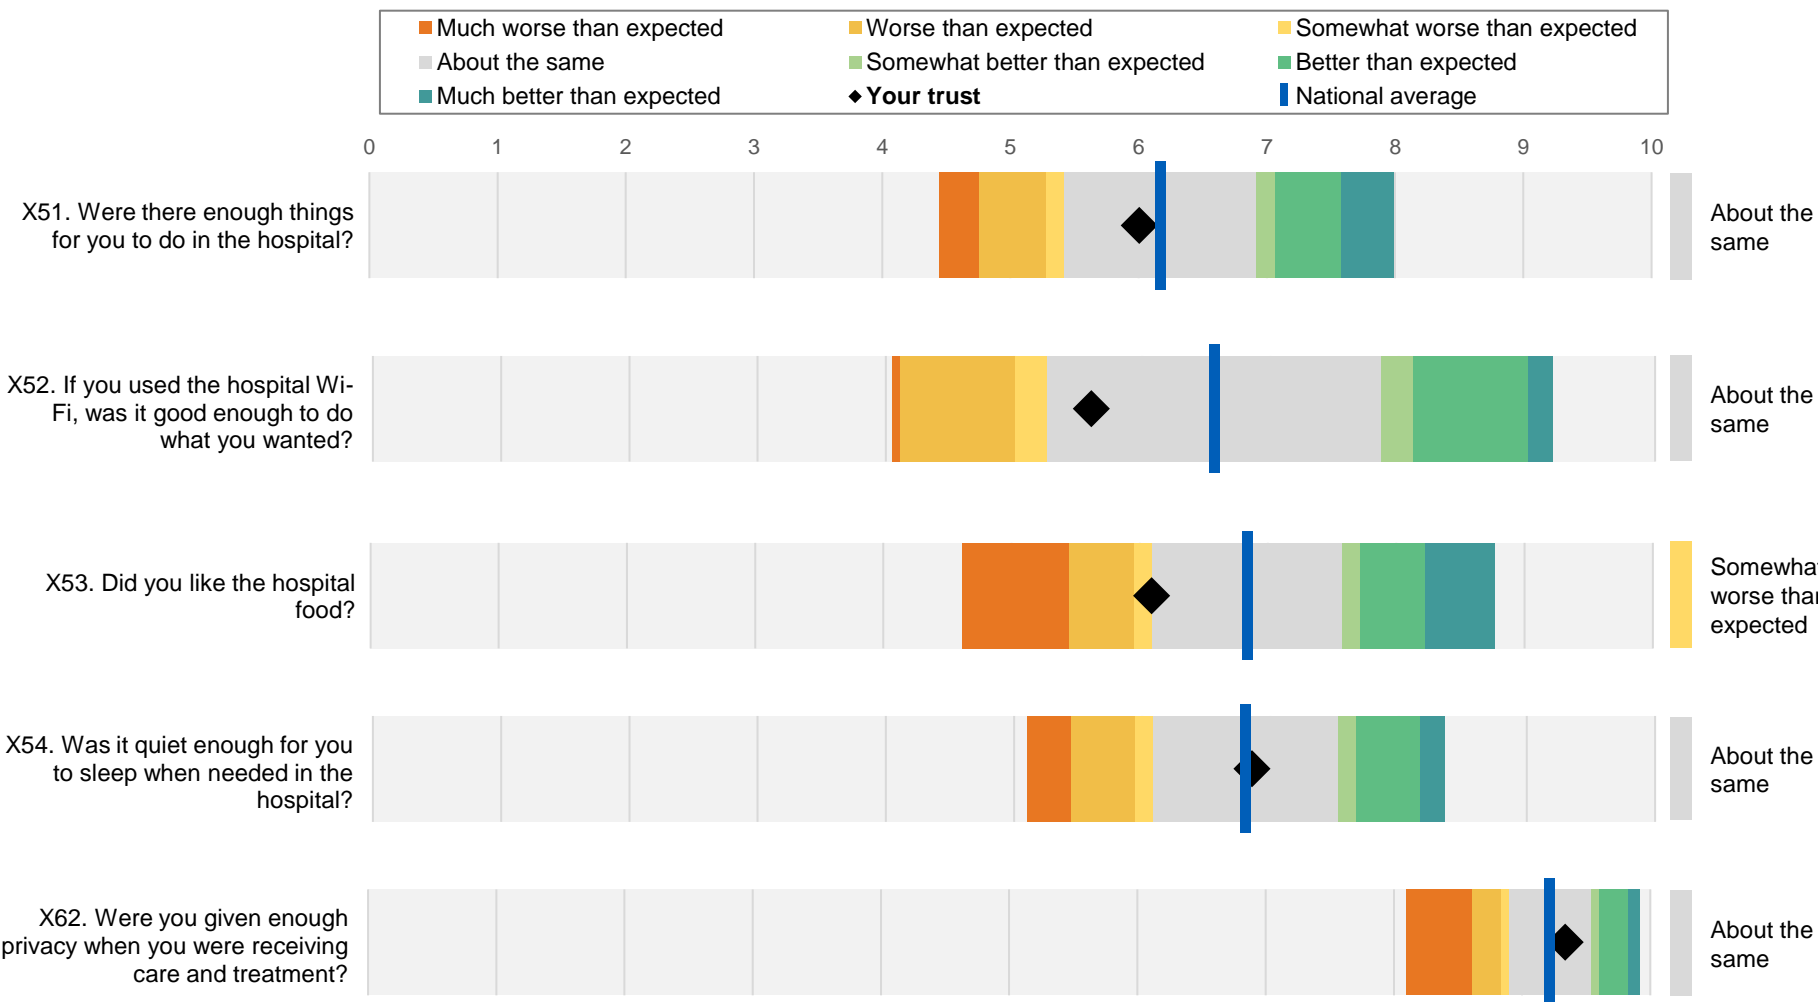 Much worse than expected
Worse than expected
Somewhat worse than expected
About the same
Somewhat better than expected
Better than expected
Much better than expected
Your trust
National average
0 1 2 3 4 5 6 7 8 9 10
X51. Were there enough things
for you to do in the hospital?
About the
same
X52. If you used the hospital Wi-
Fi, was it good enough to do
what you wanted?
About the
same
X53. Did you like the hospital
food?
Somewhat
worse than
expected
X54. Was it quiet enough for you
to sleep when needed in the
hospital?
About the
same
X62. Were you given enough
privacy when you were receiving
care and treatment?
About the
same